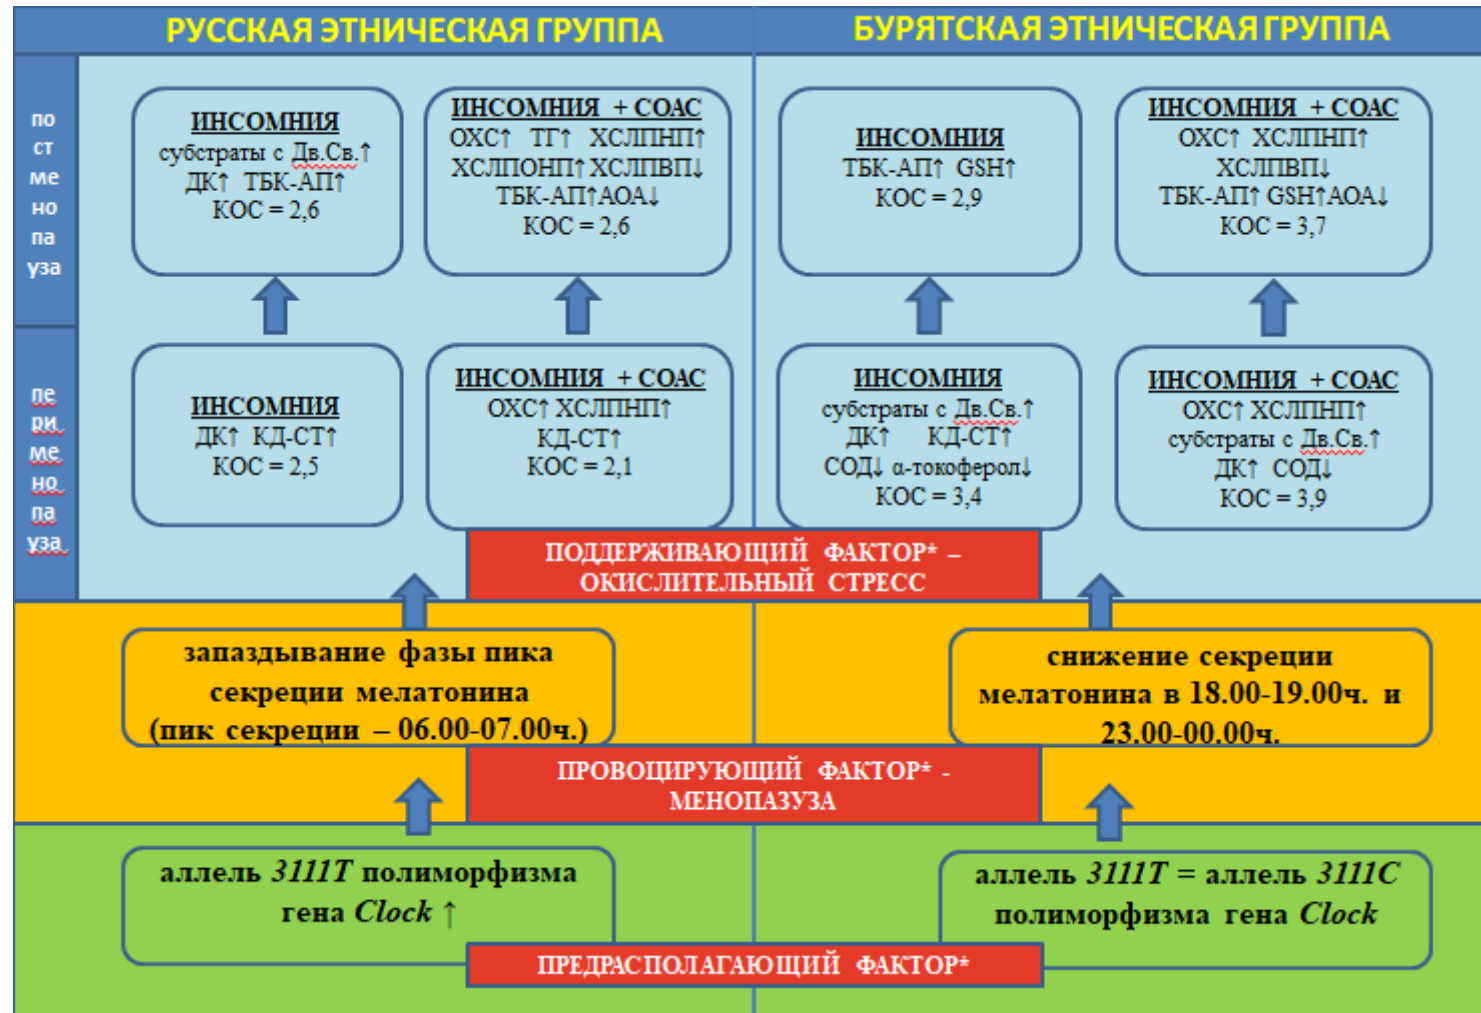 РУССКАЯ ЭТНИЧЕСКАЯ ГРУППА
БУРЯТСКАЯ ЭТНИЧЕСКАЯ ГРУППА
по
ст
ме
но
па
уза
ИНСОМНИЯ
субстраты с Дв.Св.↑
ДК↑ ТБК-АП↑
КОС = 2,6
ИНСОМНИЯ + СОАС
ОХС↑ ТГ↑ ХСЛПНП↑
ХСЛПОНП↑ ХСЛПВП↓
ТБК-АП↑ АОА↓
КОС = 2,6
ИНСОМНИЯ
ТБК-АП↑ GSH↑
КОС = 2,9
ИНСОМНИЯ + СОАС
ОХС↑ ХСЛПНП↑
ХСЛПВП↓
ТБК-АП↑ GSH↑ АОА↓
КОС = 3,7
пе
ри
ме
но
па
уза
ИНСОМНИЯ
ДК↑ КД-СТ↑
КОС = 2,5
ИНСОМНИЯ + СОАС
ОХС↑ ХСЛПНП↑
КД-СТ↑
КОС = 2,1
ИНСОМНИЯ
субстраты с Дв.Св.↑
ДК↑ КД-СТ↑
СОД↓ α-токоферол↓
КОС = 3,4
ИНСОМНИЯ + СОАС
ОХС↑ ХСЛПНП↑
субстраты с Дв.Св.↑
ДК↑ СОД↓
КОС = 3,9
ПОДДЕРЖИВАЮЩИЙ ФАКТОР* –
ОКИСЛИТЕЛЬНЫЙ СТРЕСС
запаздывание фазы пика
секреции мелатонина
(пик секреции – 06.00-07.00ч.)
снижение секреции
мелатонина в 18.00-19.00ч. и
23.00-00.00ч.
ПРОВОЦИРУЮЩИЙ ФАКТОР* -
МЕНОПАЗУЗА
аллель 3111Т полиморфизма
гена Clock ↑
аллель 3111Т = аллель 3111С
полиморфизма гена Clock
ПРЕДРАСПОЛАГАЮЩИЙ ФАКТОР*